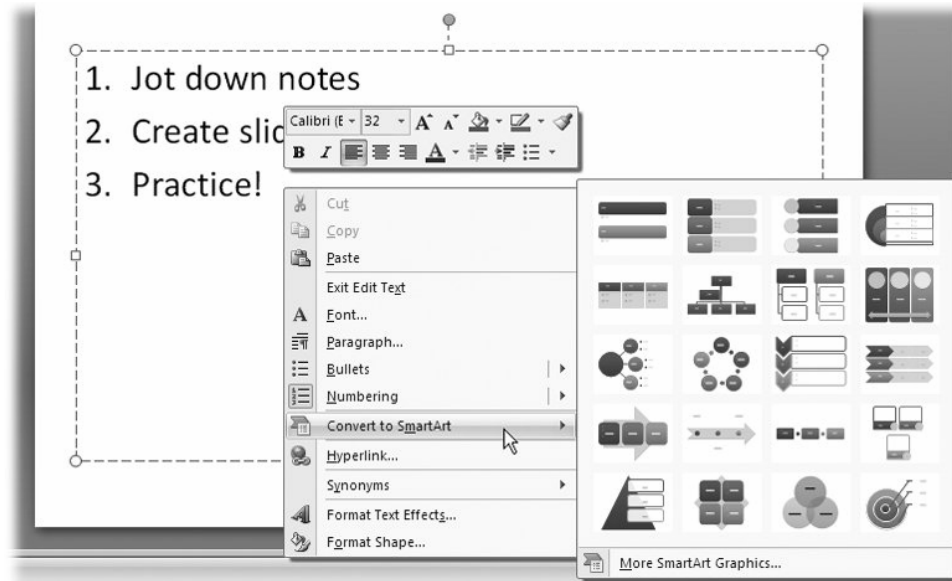 1. Jot down notes
2. Create slid
3. Practice!
Calibri (E 32 A A
B I A
Cut
Copy
Paste
Exit Edit Text
A Font...
Paragraph...
Bullets
Numbering
Convert to SmartArt
Hyperlink...
Synonyms
Format Text Effects...
Format Shape...
More SmartArt Graphics...